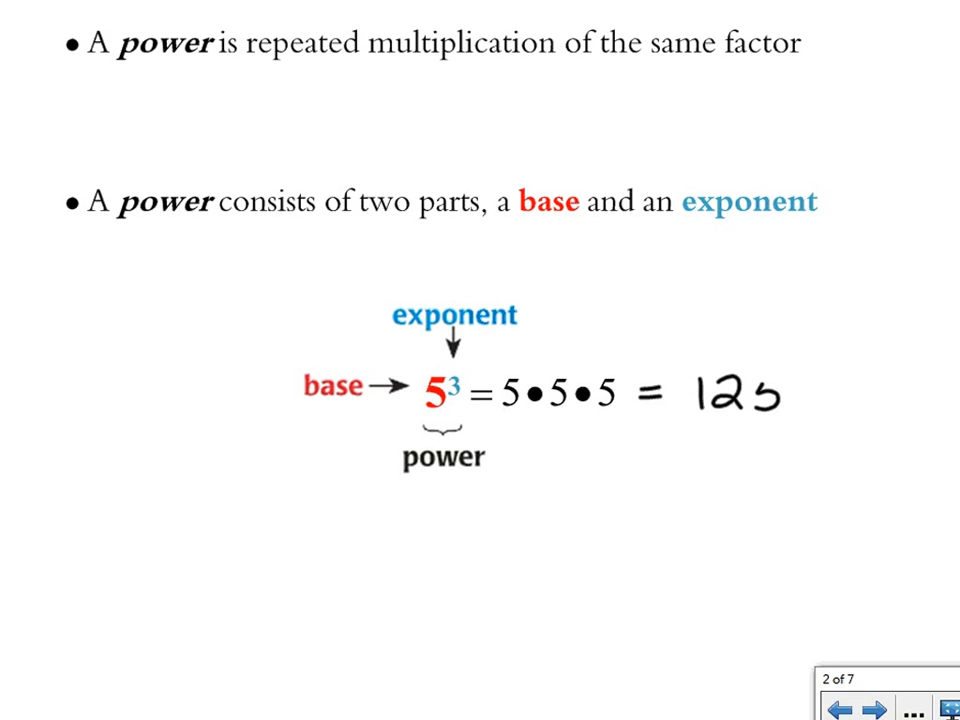 • A power is repeated multiplication of the same factor
• A power consists of two parts, a base and an exponent
exponent
base → 5³ = 5•5•5 = 125
power
2 of 7
...